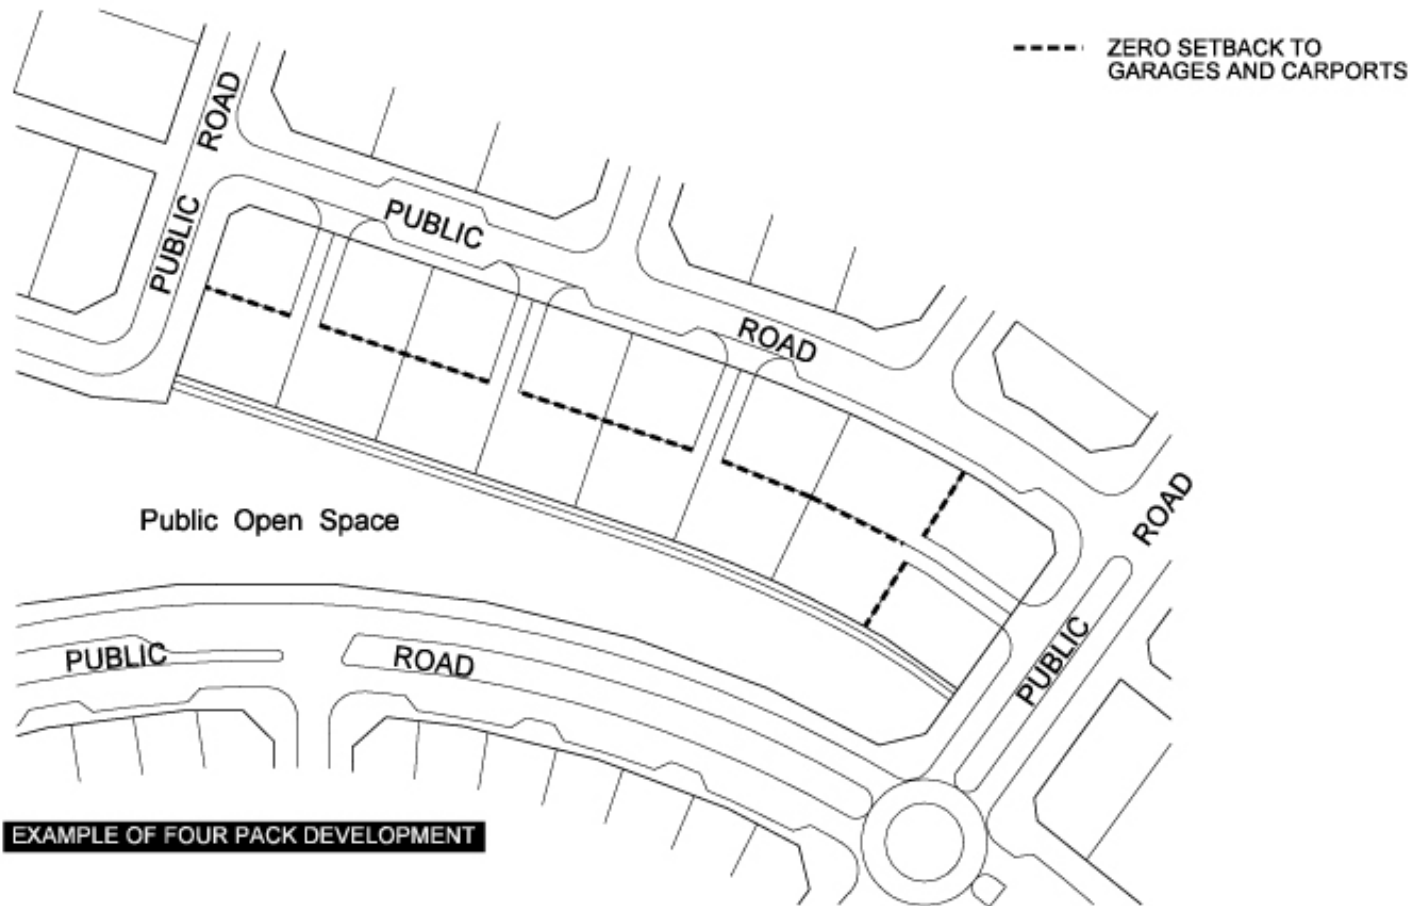 ZERO SETBACK TO
GARAGES AND CARPORTS
ROAD
PUBLIC
PUBLIC
ROAD
ROAD
PUBLIC
Public Open Space
PUBLIC
ROAD
EXAMPLE OF FOUR PACK DEVELOPMENT